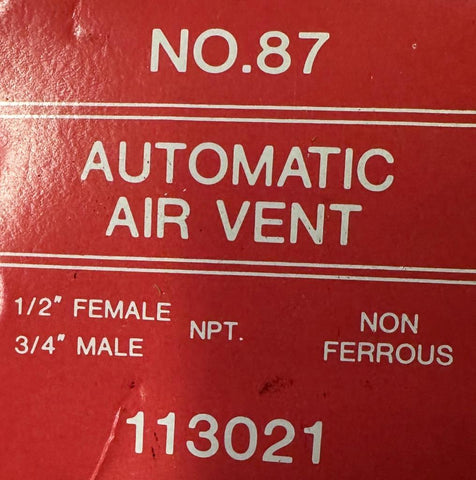 NO.87
AUTOMATIC
AIR VENT
1/2" FEMALE
3/4" MALE
NPT.
NON
FERROUS
113021